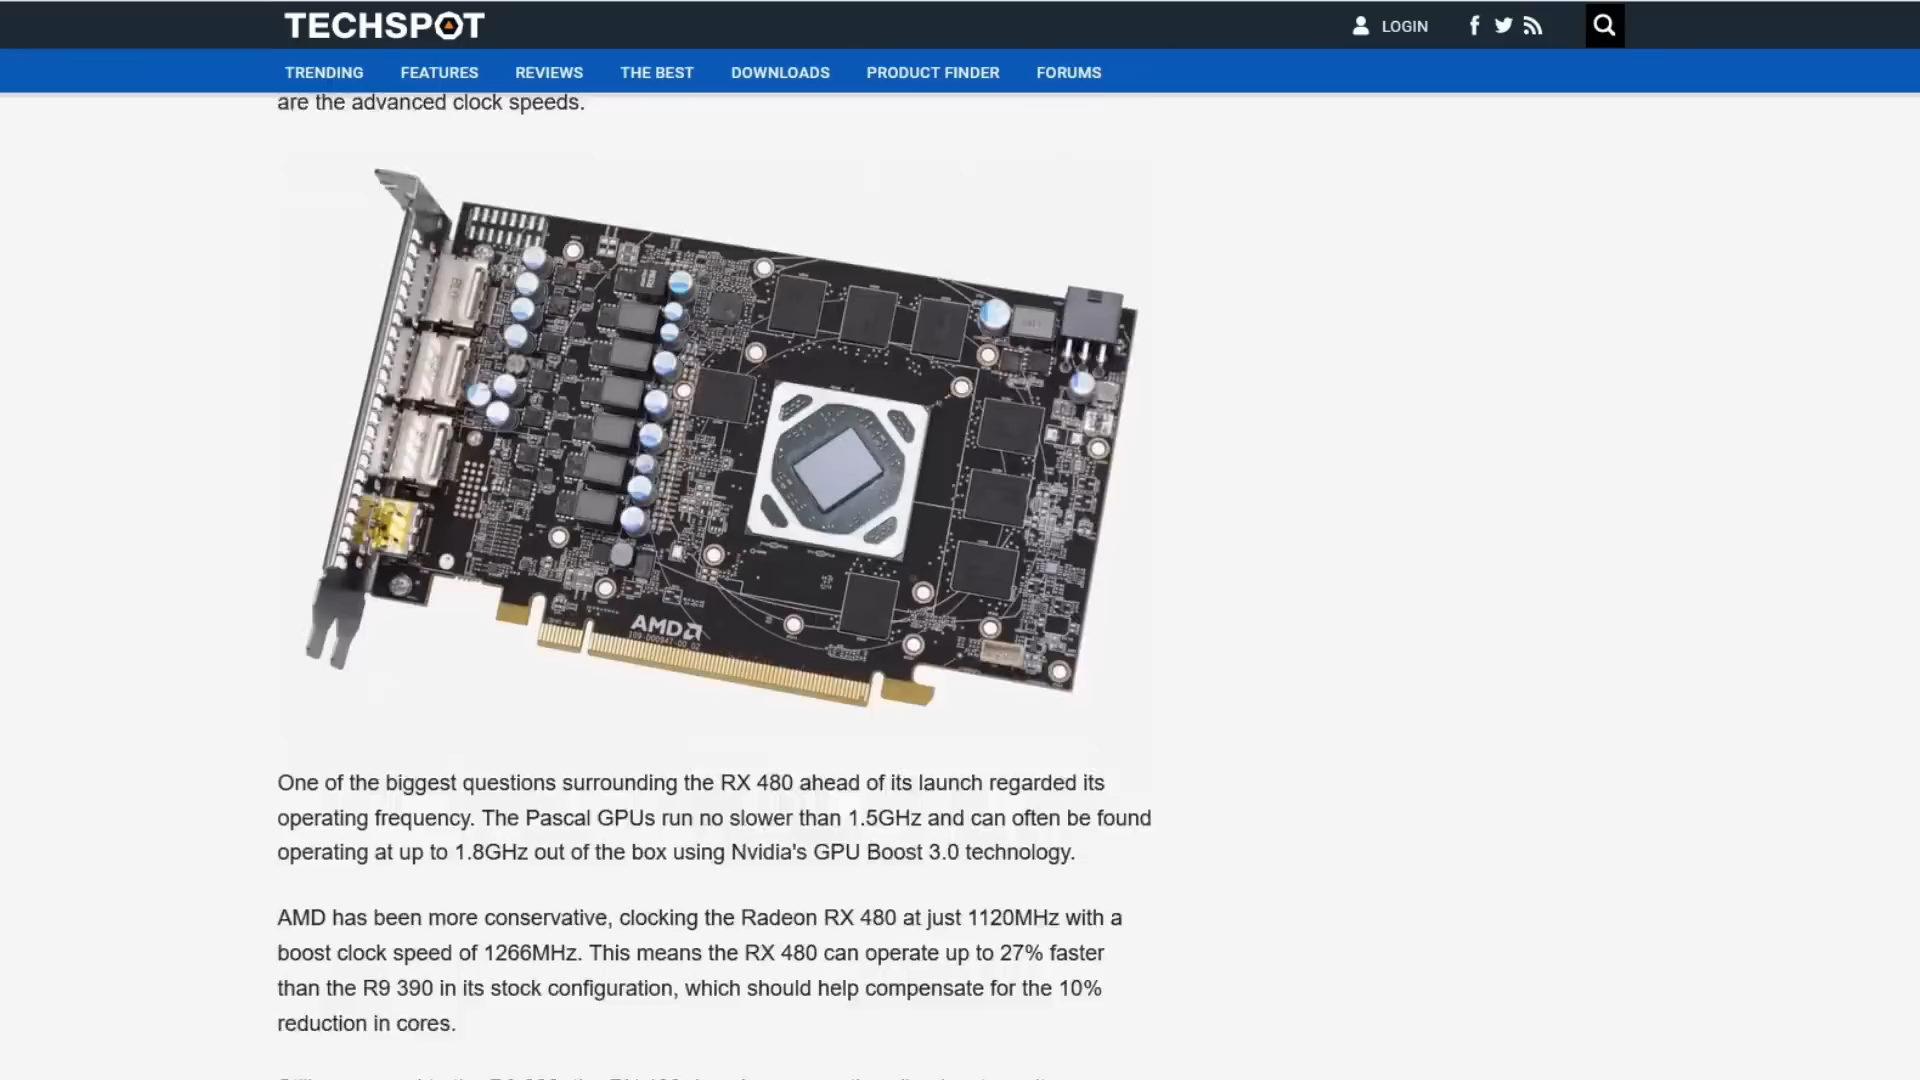 TECHSPOT
LOGIN
TRENDING FEATURES REVIEWS THE BEST DOWNLOADS PRODUCT FINDER FORUMS
are the advanced clock speeds.
AMD
109-D00947-00_02
One of the biggest questions surrounding the RX 480 ahead of its launch regarded its
operating frequency. The Pascal GPUs run no slower than 1.5GHz and can often be found
operating at up to 1.8GHz out of the box using Nvidia's GPU Boost 3.0 technology.
AMD has been more conservative, clocking the Radeon RX 480 at just 1120MHz with a
boost clock speed of 1266MHz. This means the RX 480 can operate up to 27% faster
than the R9 390 in its stock configuration, which should help compensate for the 10%
reduction in cores.